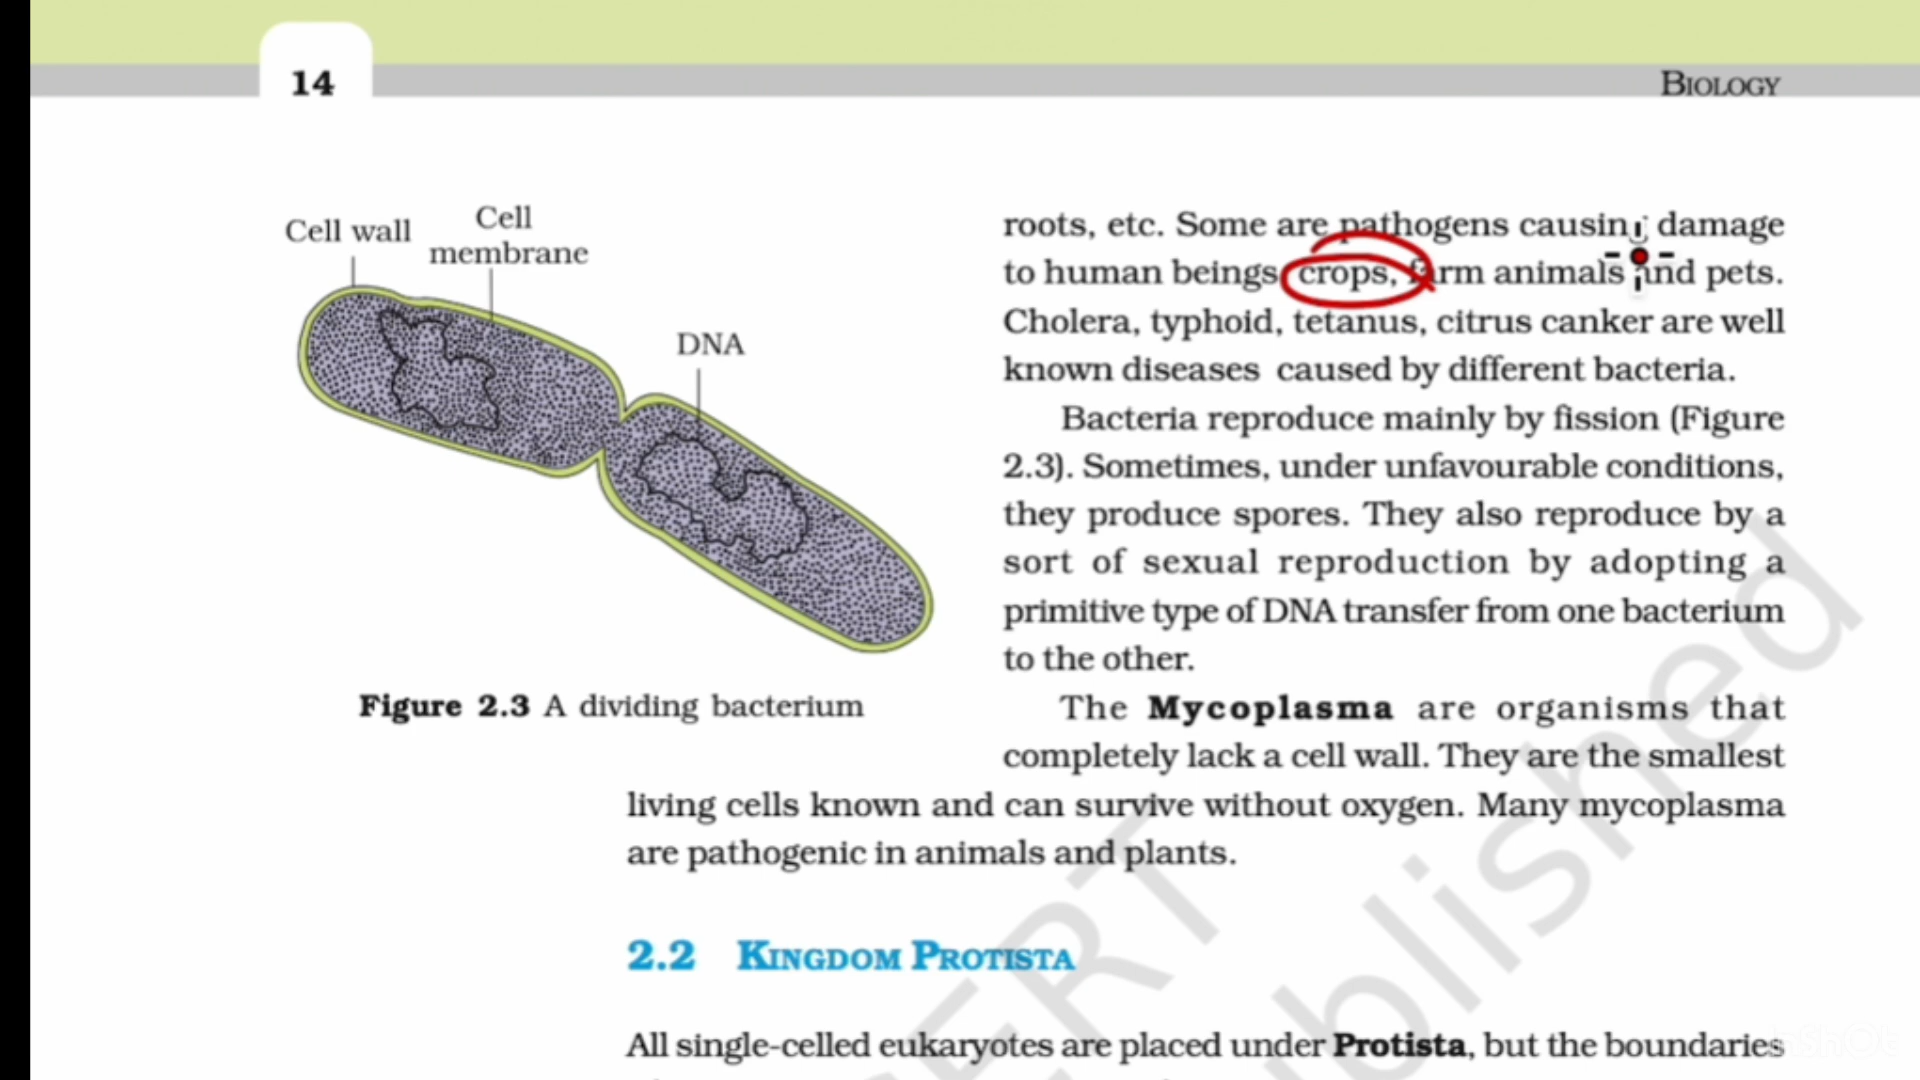 14
BIOLOGY
Cell wall
Cell
membrane
DNA
Figure 2.3 A dividing bacterium
roots, etc. Some are pathogens causing damage
to human beings, crops, farm animals and pets.
Cholera, typhoid, tetanus, citrus canker are well
known diseases caused by different bacteria.
Bacteria reproduce mainly by fission (Figure
2.3). Sometimes, under unfavourable conditions,
they produce spores. They also reproduce by a
sort of sexual reproduction by adopting a
primitive type of DNA transfer from one bacterium
to the other.
The Mycoplasma are organisms that
completely lack a cell wall. They are the smallest
living cells known and can survive without oxygen. Many mycoplasma
are pathogenic in animals and plants.
2.2 KINGDOM PROTISTA
All single-celled eukaryotes are placed under Protista, but the boundaries